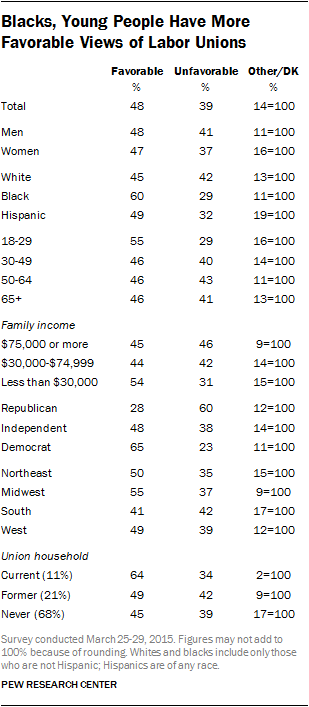 Blacks, Young People Have More
Favorable Views of Labor Unions
Favorable Unfavorable Other/DK
% % %
Total 48 39 14=100
Men 48 41 11=100
Women 47 37 16=100
White 45 42 13=100
Black 60 29 11=100
Hispanic 49 32 19=100
18-29 55 29 16=100
30-49 46 40 14=100
50-64 46 43 11=100
65+ 46 41 13=100
Family income
$75,000 or more 45 46 9=100
$30,000-$74,999 44 42 14=100
Less than $30,000 54 31 15=100
Republican 28 60 12=100
Independent 48 38 14=100
Democrat 65 23 11=100
Northeast 50 35 15=100
Midwest 55 37 9=100
South 41 42 17=100
West 49 39 12=100
Union household
Current (11%) 64 34 2=100
Former (21%) 49 42 9=100
Never (68%) 45 39 17=100
Survey conducted March 25-29, 2015. Figures may not add to
100% because of rounding. Whites and blacks include only those
who are not Hispanic; Hispanics are of any race.
PEW RESEARCH CENTER